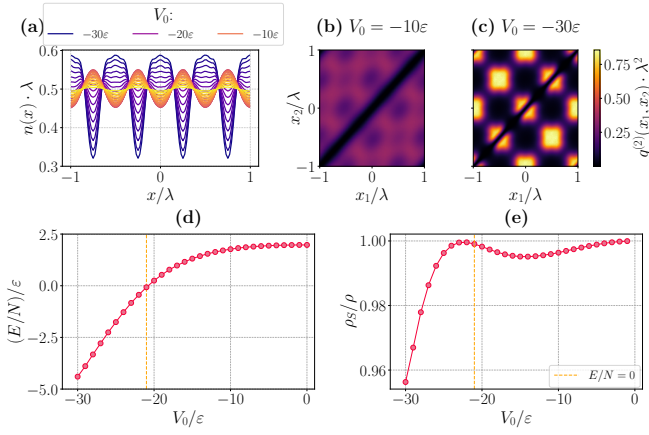 V₀:
−30ε −20ε −10ε
(a)
n(x) · λ
0.6
0.5
0.4
0.3
−1 0 1
x/λ
(b) V₀ = −10ε
x₂/λ
1
0
−1
−1 0 1
x₁/λ
(c) V₀ = −30ε
−1 0 1
x₁/λ
0.75
0.50
0.25
q⁽²⁾(x₁, x₂) · λ²
(d)
(E/N)/ε
2.5
0.0
−2.5
−5.0
−30 −20 −10 0
V₀/ε
(e)
ρS/ρ
1.00
0.98
0.96
−30 −20 −10 0
V₀/ε
E/N = 0